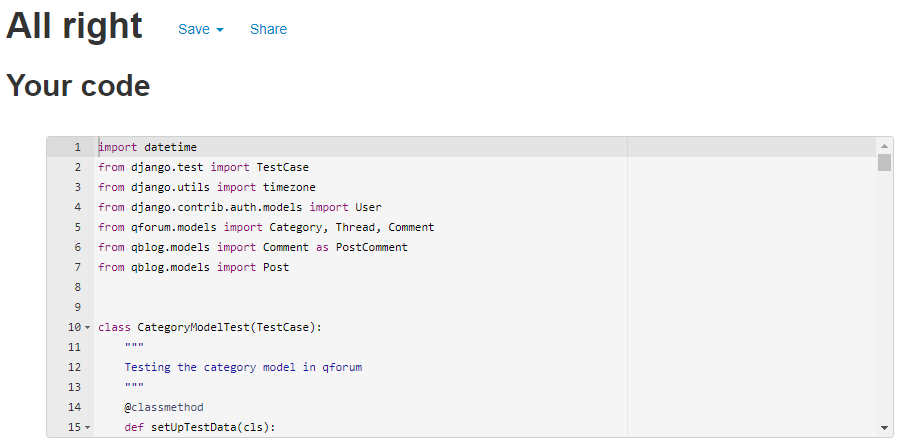 All right Save Share
Your code
1 import datetime
2 from django.test import TestCase
3 from django.utils import timezone
4 from django.contrib.auth.models import User
5 from qforum.models import Category, Thread, Comment
6 from qblog.models import Comment as PostComment
7 from qblog.models import Post
8
9
10 class CategoryModelTest(TestCase):
11     """
12     Testing the category model in qforum
13     """
14     @classmethod
15     def setUpTestData(cls):